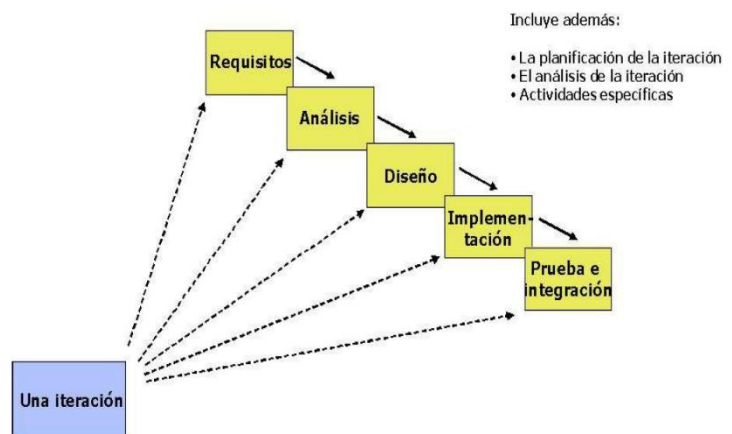 Incluye además:
• La planificación de la iteración
• El análisis de la iteración
• Actividades específicas
Requisitos
Análisis
Diseño
Implemen-
tación
Prueba e
integración
Una iteración